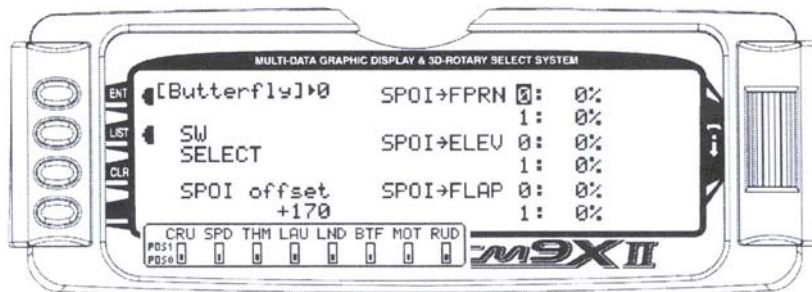 MULTI-DATA GRAPHIC DISPLAY & 3D-ROTARY SELECT SYSTEM
ENT
LIST
CLR
[Butterfly]▸0
SW
SELECT
SPOI offset
+170
SPOI→FPRN 0: 0%
1: 0%
SPOI→ELEV 0: 0%
1: 0%
SPOI→FLAP 0: 0%
1: 0%
CRU SPD THM LAU LND BTF MOT RUD
POS1
POS0
CM9XII